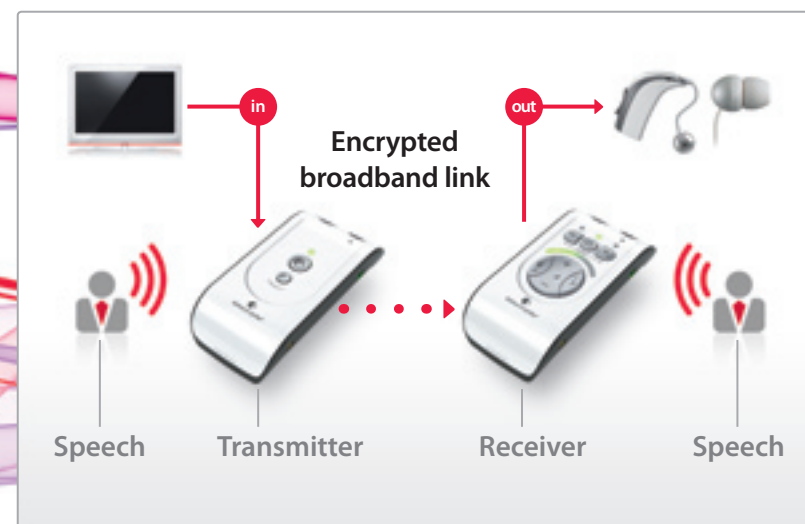 in
out
Encrypted
broadband link
Speech
Transmitter
Receiver
Speech